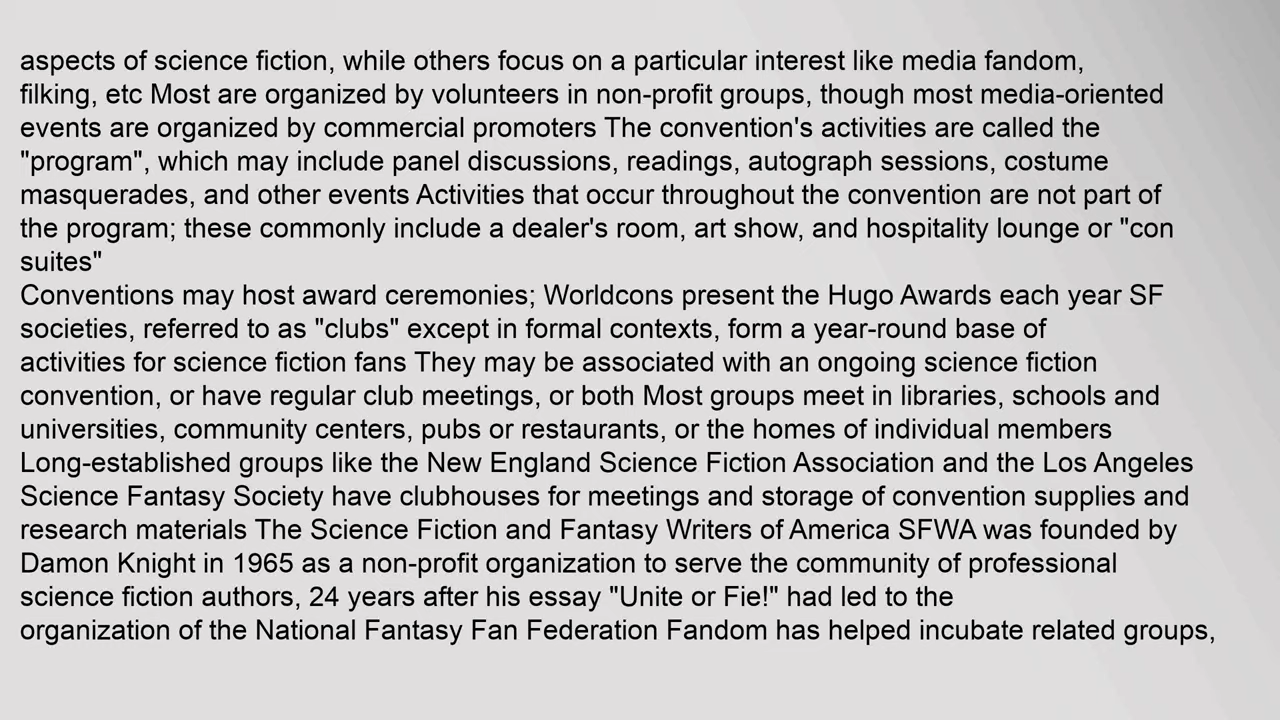 aspects of science fiction, while others focus on a particular interest like media fandom,
filking, etc Most are organized by volunteers in non-profit groups, though most media-oriented
events are organized by commercial promoters The convention's activities are called the
"program", which may include panel discussions, readings, autograph sessions, costume
masquerades, and other events Activities that occur throughout the convention are not part of
the program; these commonly include a dealer's room, art show, and hospitality lounge or "con
suites"
Conventions may host award ceremonies; Worldcons present the Hugo Awards each year SF
societies, referred to as "clubs" except in formal contexts, form a year-round base of
activities for science fiction fans They may be associated with an ongoing science fiction
convention, or have regular club meetings, or both Most groups meet in libraries, schools and
universities, community centers, pubs or restaurants, or the homes of individual members
Long-established groups like the New England Science Fiction Association and the Los Angeles
Science Fantasy Society have clubhouses for meetings and storage of convention supplies and
research materials The Science Fiction and Fantasy Writers of America SFWA was founded by
Damon Knight in 1965 as a non-profit organization to serve the community of professional
science fiction authors, 24 years after his essay "Unite or Fie!" had led to the
organization of the National Fantasy Fan Federation Fandom has helped incubate related groups,